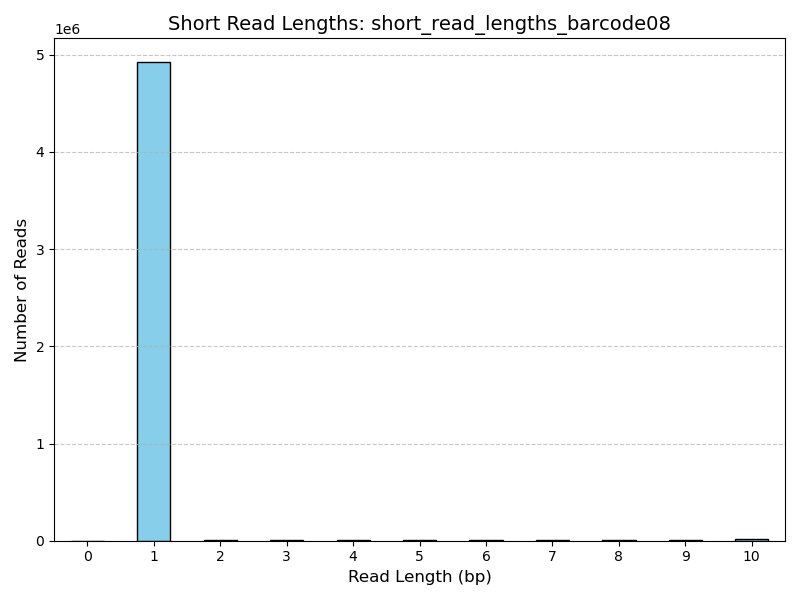 Short Read Lengths: short_read_lengths_barcode08
1e6
5
4
3
2
1
0
Number of Reads
0 1 2 3 4 5 6 7 8 9 10
Read Length (bp)